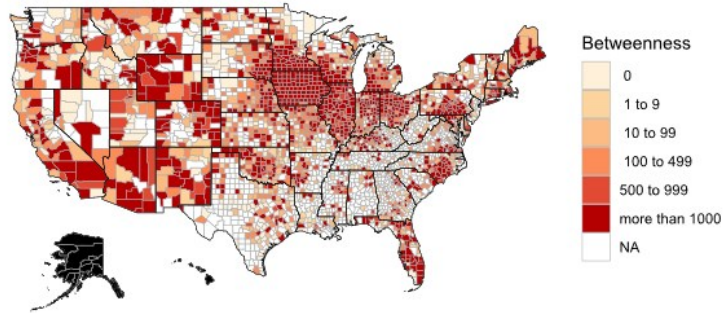 Betweenness
0
1 to 9
10 to 99
100 to 499
500 to 999
more than 1000
NA